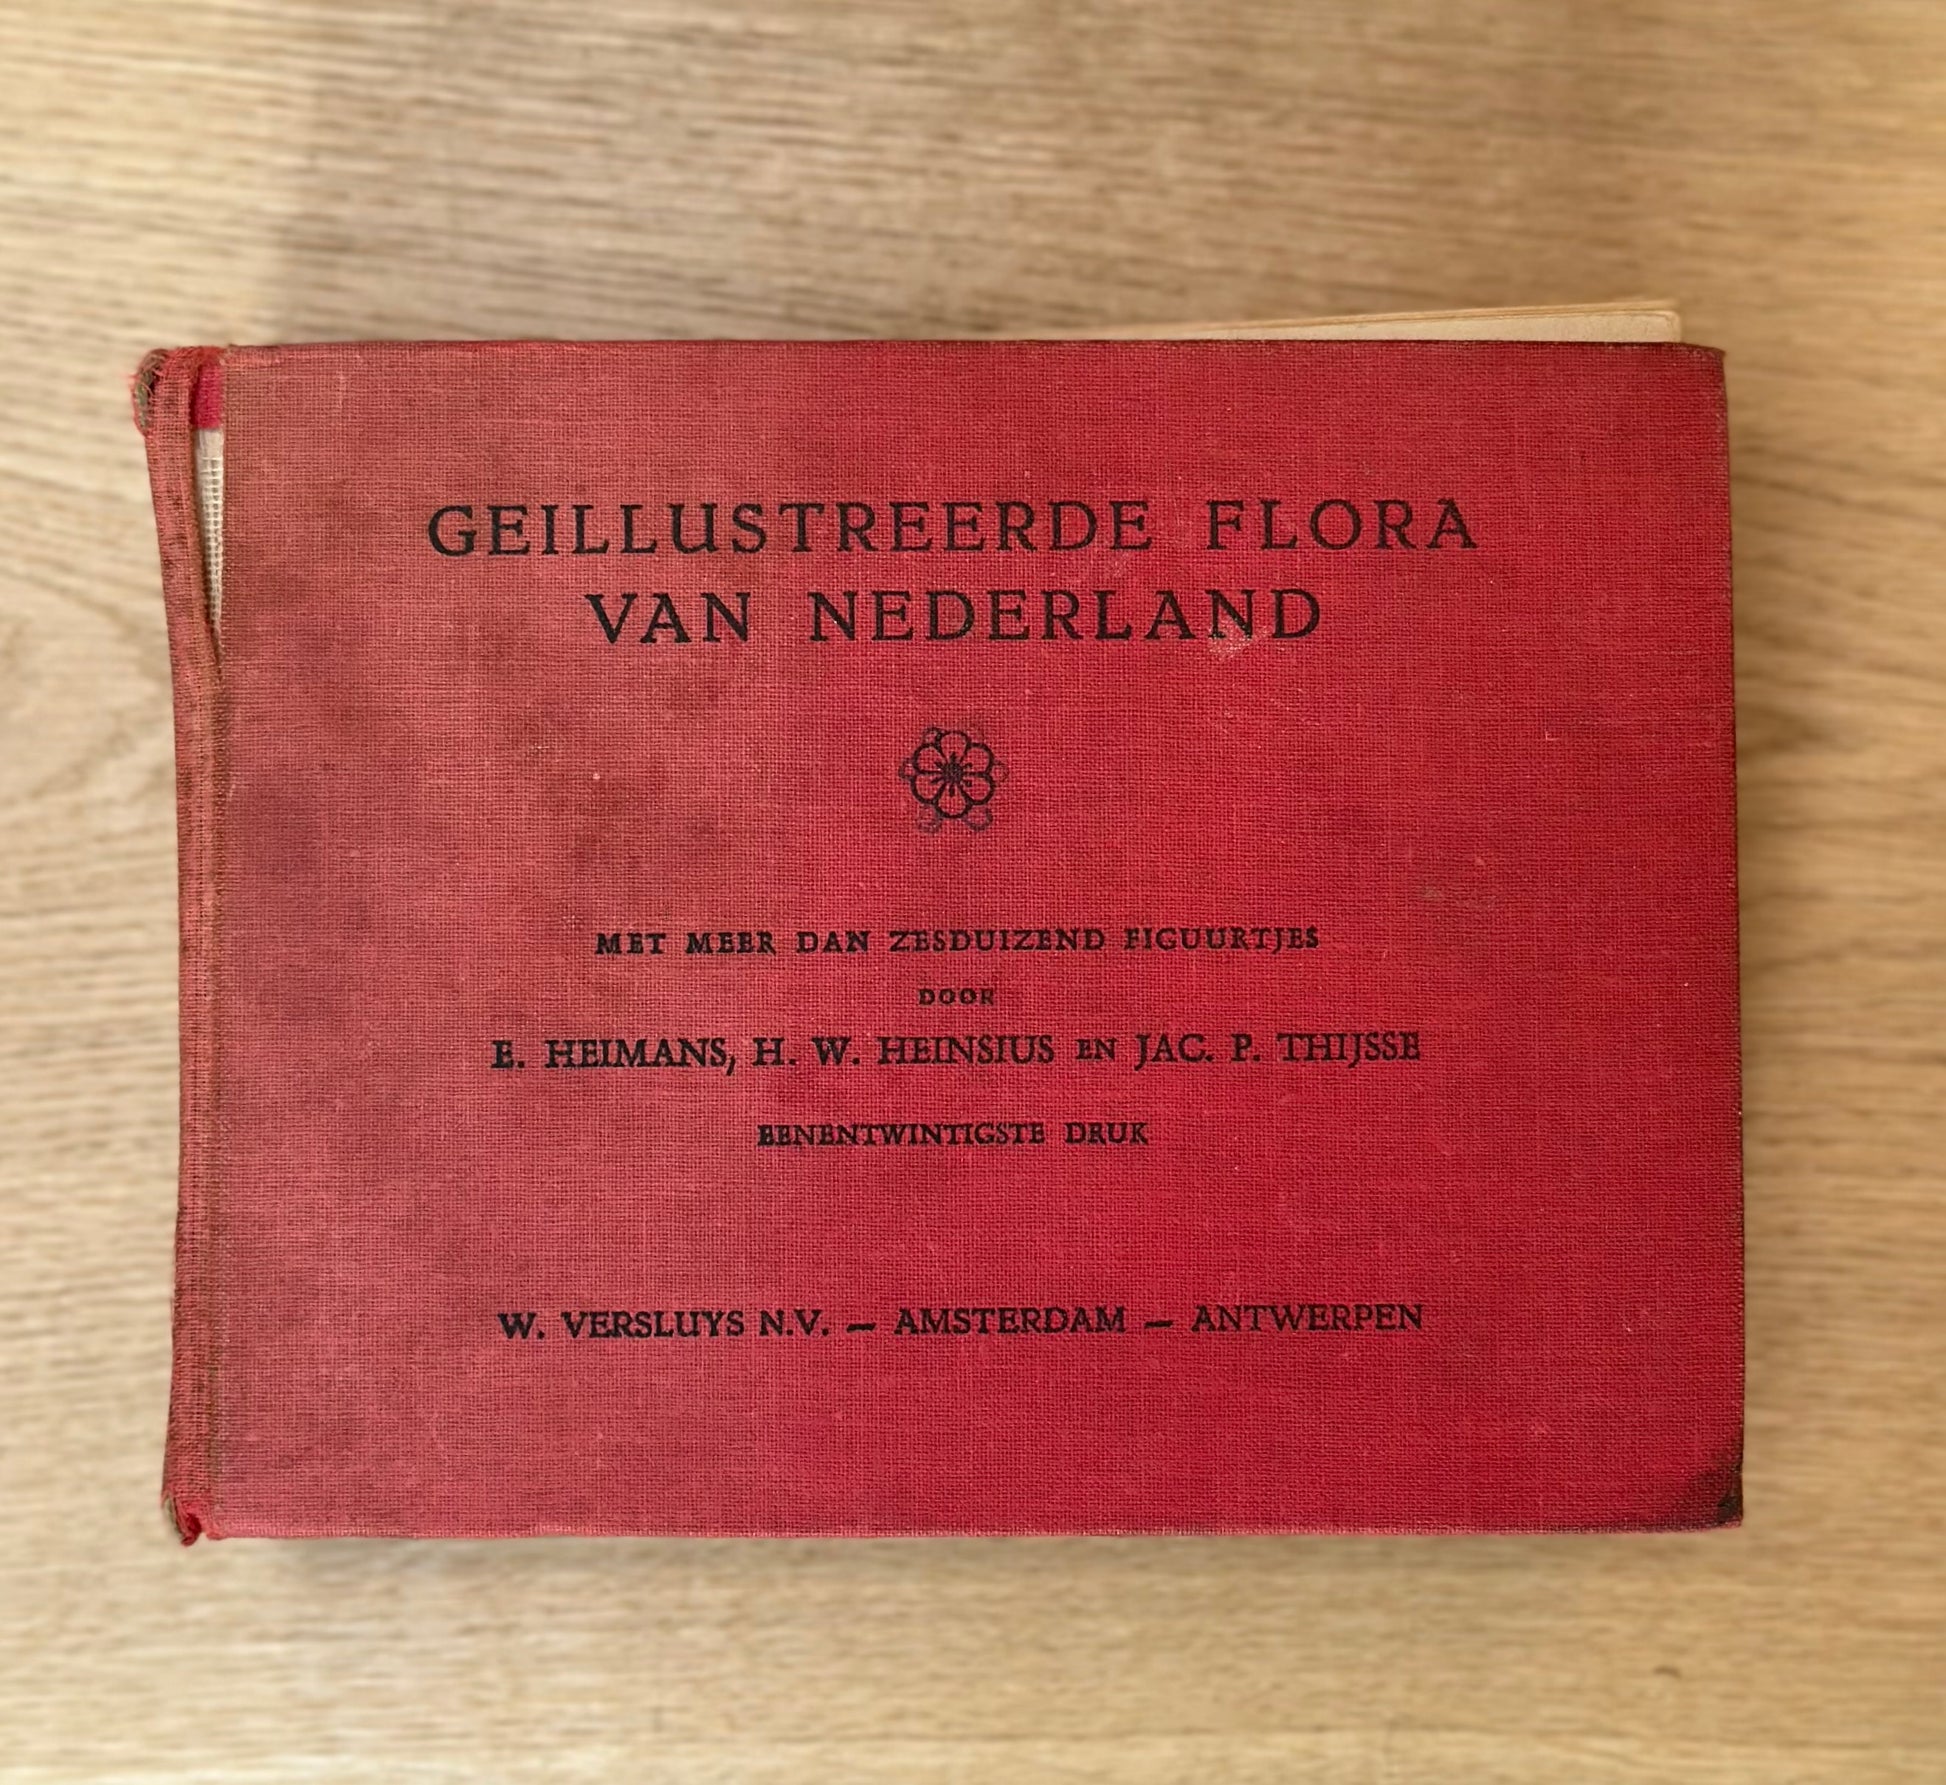 GEILLUSTREERDE FLORA
VAN NEDERLAND
MET MEER DAN ZESDUIZEND FIGUURTJES
DOOR
E. HEIMANS, H. W. HEINSIUS EN JAC. P. THIJSSE
EENENTWINTIGSTE DRUK
W. VERSLUYS N.V. — AMSTERDAM — ANTWERPEN